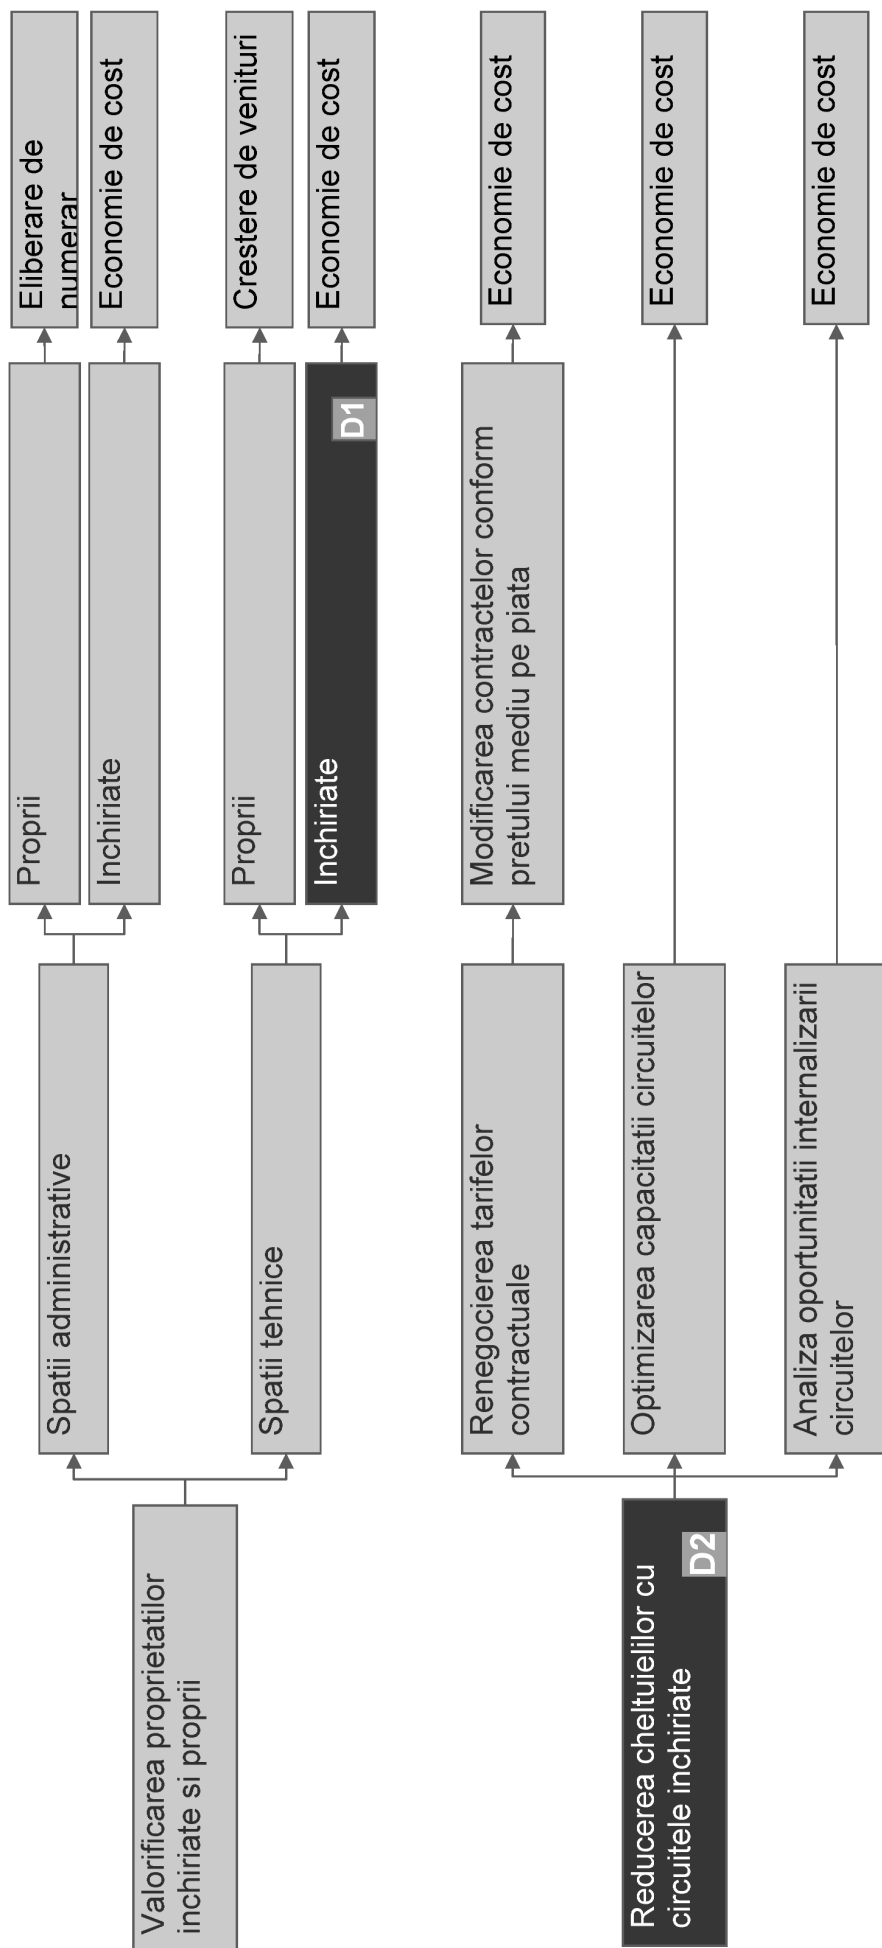 Valorificarea proprietatilor
inchiriate si proprii
Spatii administrative
Proprii
Eliberare de
numerar
Inchiriate
Economie de cost
Spatii tehnice
Proprii
Crestere de venituri
Inchiriate
D1
Economie de cost
Reducerea cheltuielilor cu
circuitele inchiriate
D2
Renegocierea tarifelor
contractuale
Modificarea contractelor conform
pretului mediu pe piata
Economie de cost
Optimizarea capacitatii circuitelor
Economie de cost
Analiza oportunitatii internalizarii
circuitelor
Economie de cost